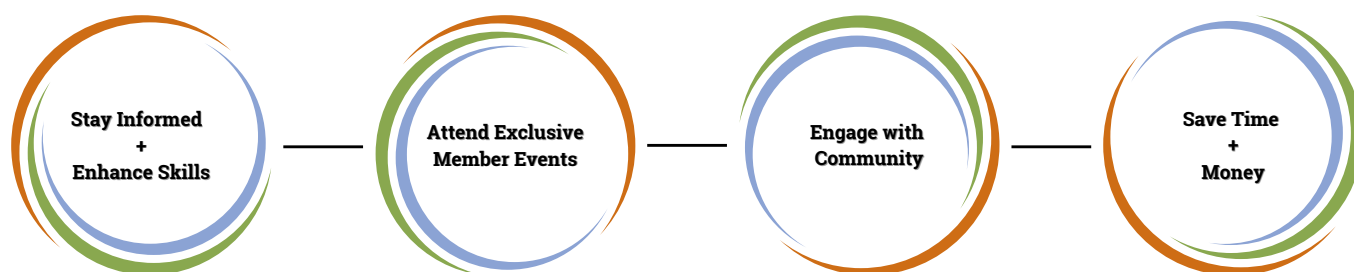 Stay Informed
+
Enhance Skills
Attend Exclusive
Member Events
Engage with
Community
Save Time
+
Money